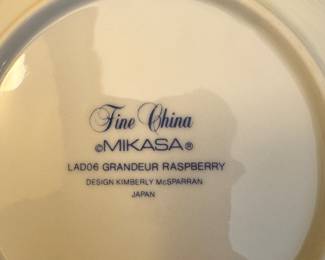 Fine China
©MIKASA®
LAD06 GRANDEUR RASPBERRY
DESIGN KIMBERLY McSPARRAN
JAPAN